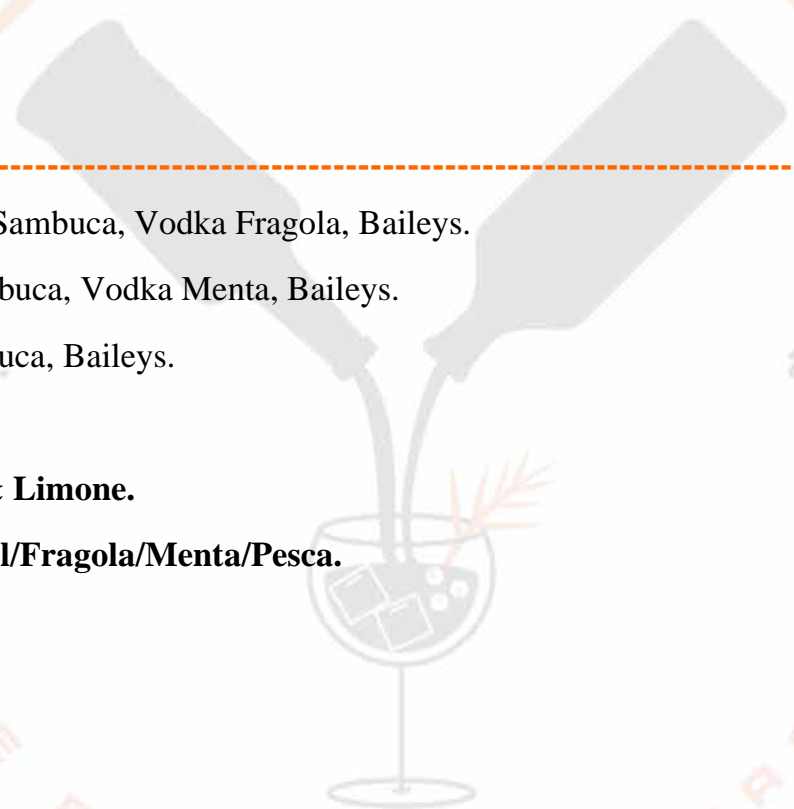 Sambuca, Vodka Fragola, Baileys.
buca, Vodka Menta, Baileys.
uca, Baileys.
Limone.
l/Fragola/Menta/Pesca.